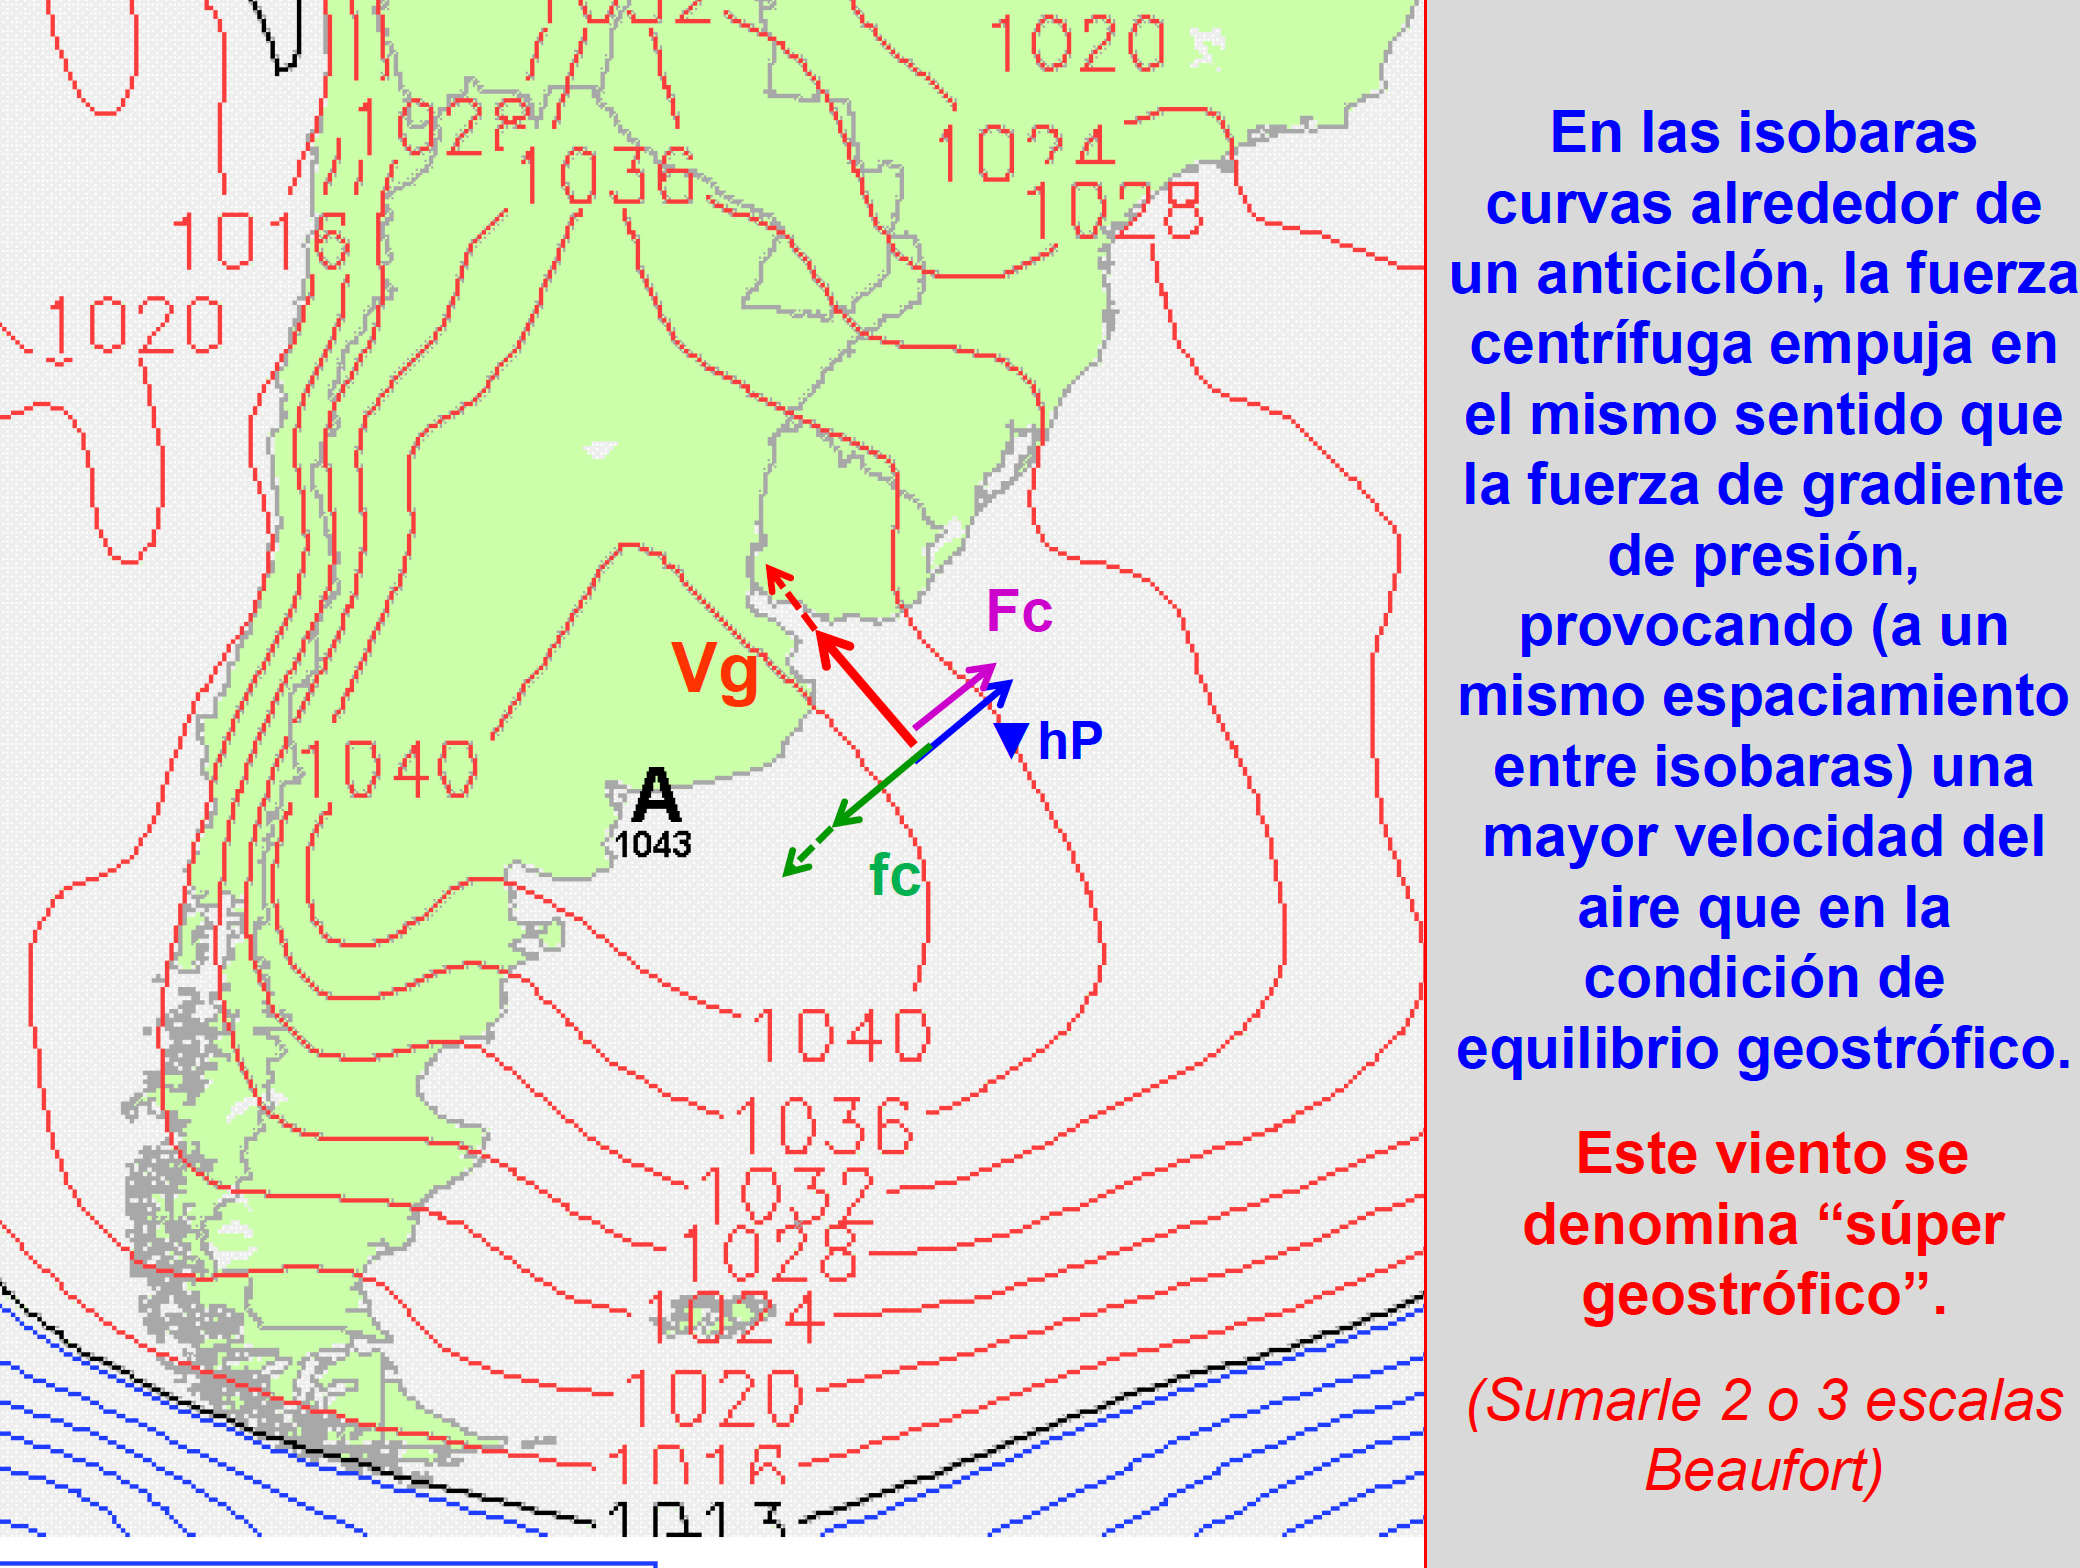 1032
1020
1028
1024
1036
1028
1016
1020
Fc
Vg
hP
1040
A
1043
fc
1040
1036
1032
1028
1024
1020
1016
1013
En las isobaras
curvas alrededor de
un anticiclón, la fuerza
centrífuga empuja en
el mismo sentido que
la fuerza de gradiente
de presión,
provocando (a un
mismo espaciamiento
entre isobaras) una
mayor velocidad del
aire que en la
condición de
equilibrio geostrófico.
Este viento se
denomina “súper
geostrófico”.
(Sumarle 2 o 3 escalas
Beaufort)